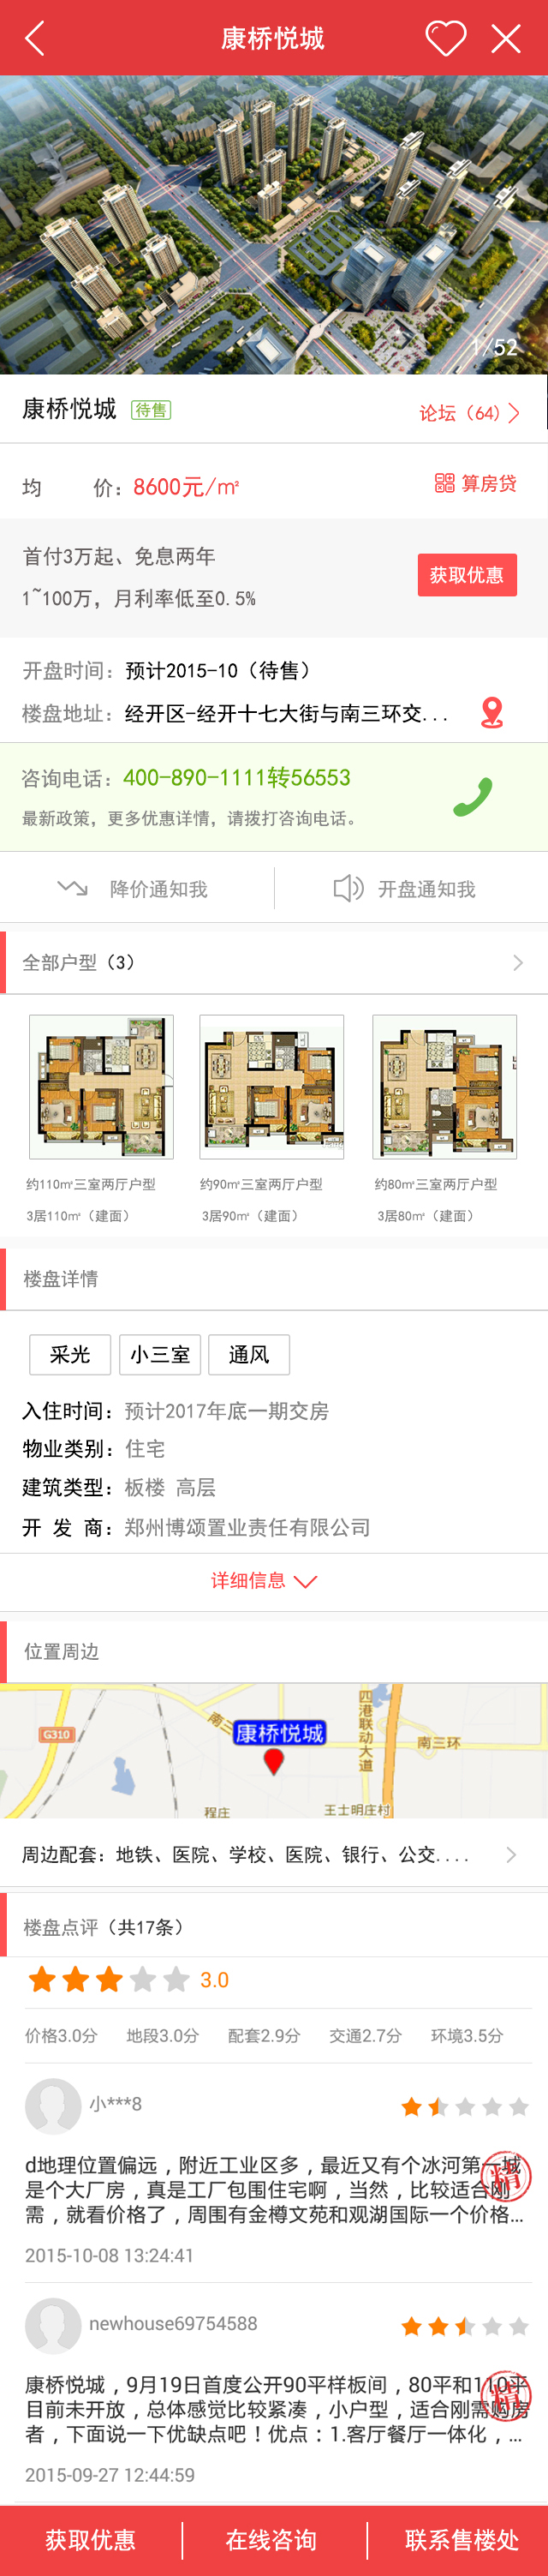 康桥悦城
1/52
康桥悦城 待售 论坛（64）
均 价：8600元/㎡ 算房贷
首付3万起、免息两年
1~100万，月利率低至0.5% 获取优惠
开盘时间：预计2015-10（待售）
楼盘地址：经开区-经开十七大街与南三环交...
咨询电话：400-890-1111转56553
最新政策，更多优惠详情，请拨打咨询电话。
降价通知我 开盘通知我
全部户型（3）
约110㎡三室两厅户型 约90㎡三室两厅户型 约80㎡三室两厅户型
3居110㎡（建面） 3居90㎡（建面） 3居80㎡（建面）
楼盘详情
采光 小三室 通风
入住时间：预计2017年底一期交房
物业类别：住宅
建筑类型：板楼 高层
开 发 商：郑州博颂置业责任有限公司
详细信息
位置周边
G310
南三
康桥悦城
四港联动大道
南三环
程庄
王士明庄村
周边配套：地铁、医院、学校、医院、银行、公交....
楼盘点评（共17条）
3.0
价格3.0分 地段3.0分 配套2.9分 交通2.7分 环境3.5分
小***8
d地理位置偏远，附近工业区多，最近又有个冰河第一城
是个大厂房，真是工厂包围住宅啊，当然，比较适合刚
需，就看价格了，周围有金樽文苑和观湖国际一个价格...
精
2015-10-08 13:24:41
newhouse69754588
康桥悦城，9月19日首度公开90平样板间，80平和110平
目前未开放，总体感觉比较紧凑，小户型，适合刚需购房
者，下面说一下优缺点吧！优点：1.客厅餐厅一体化，...
精
2015-09-27 12:44:59
获取优惠 在线咨询 联系售楼处